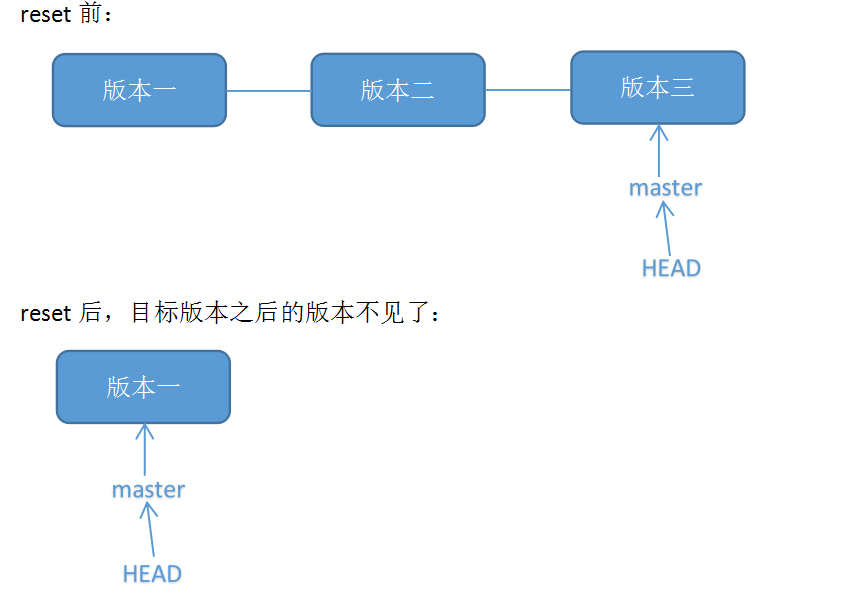 reset 前：
版本一
版本二
版本三
master
HEAD
reset 后，目标版本之后的版本不见了：
版本一
master
HEAD